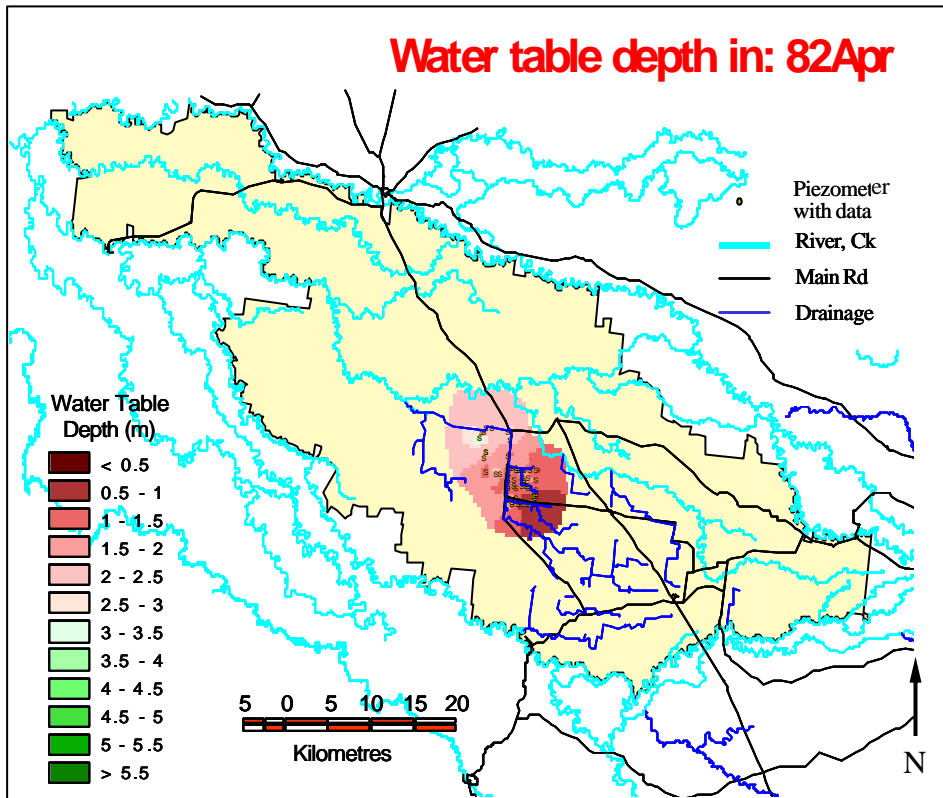 Water table depth in: 82Apr
Piezometer
with data
River, Ck
Main Rd
Drainage
Water Table
Depth (m)
< 0.5
0.5 - 1
1 - 1.5
1.5 - 2
2 - 2.5
2.5 - 3
3 - 3.5
3.5 - 4
4 - 4.5
4.5 - 5
5 - 5.5
> 5.5
5 0 5 10 15 20
Kilometres
N